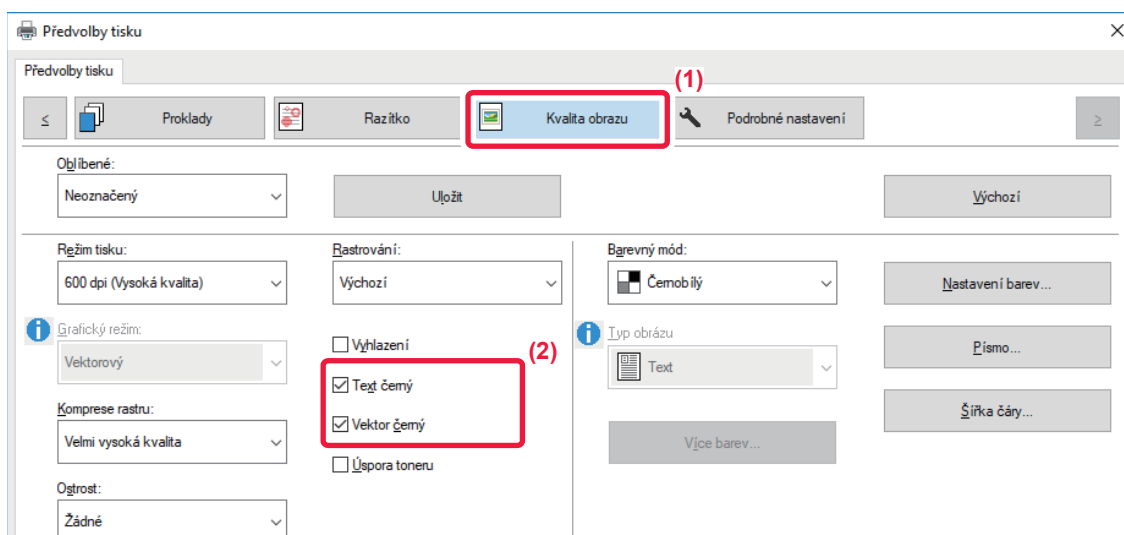 Předvolby tisku
Předvolby tisku
(1)
≤ Proklady Razítko Kvalita obrazu Podrobné nastavení ≥
Oblíbené:
Neoznačený Uložit Výchozí
Režim tisku: Rastrování: Barevný mód:
600 dpi (Vysoká kvalita) Výchozí Černobílý Nastavení barev...
Grafický režim: Typ obrázu
Vyhlazení (2) Písmo...
Vektorový Text
Text černý
Komprese rastru: Šířka čáry...
Vektor černý
Velmi vysoká kvalita Více barev...
Úspora toneru
Ostrost:
Žádné